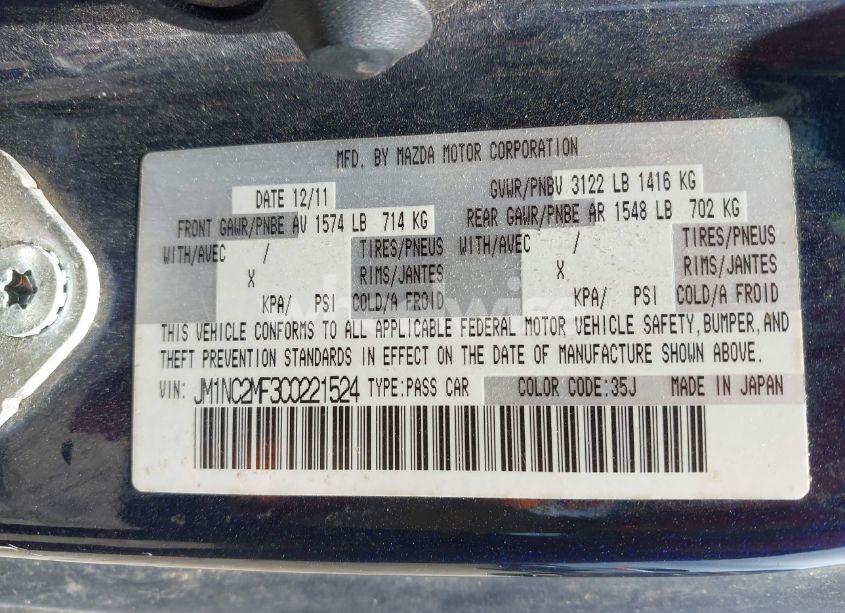 MFD. BY MAZDA MOTOR CORPORATION
DATE 12/11 GVWR/PNBV 3122 LB 1416 KG
FRONT GAWR/PNBE AV 1574 LB 714 KG REAR GAWR/PNBE AR 1548 LB 702 KG
WITH/AVEC / TIRES/PNEUS WITH/AVEC / TIRES/PNEUS
X RIMS/JANTES X RIMS/JANTES
KPA/ PSI COLD/A FROID KPA/ PSI COLD/A FROID
THIS VEHICLE CONFORMS TO ALL APPLICABLE FEDERAL MOTOR VEHICLE SAFETY, BUMPER, AND
THEFT PREVENTION STANDARDS IN EFFECT ON THE DATE OF MANUFACTURE SHOWN ABOVE.
VIN: JM1NC2MF3C0221524 TYPE:PASS CAR COLOR CODE:35J MADE IN JAPAN